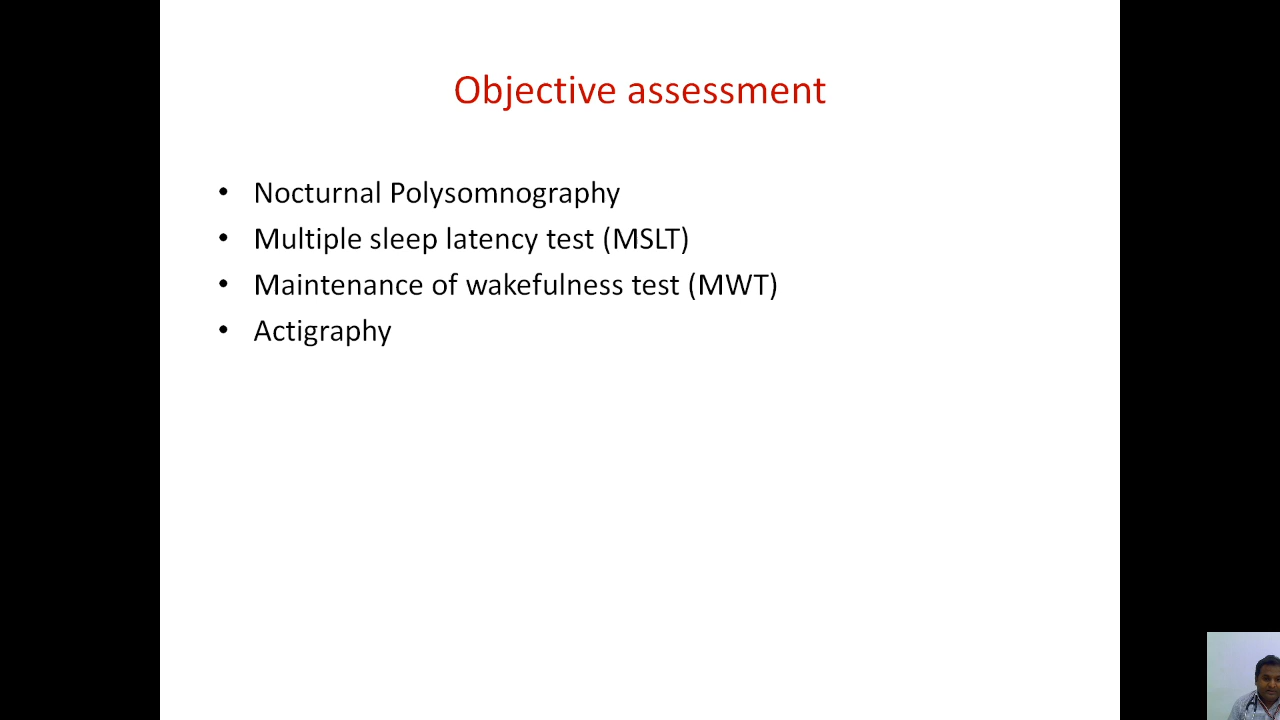 Objective assessment
• Nocturnal Polysomnography
• Multiple sleep latency test (MSLT)
• Maintenance of wakefulness test (MWT)
• Actigraphy